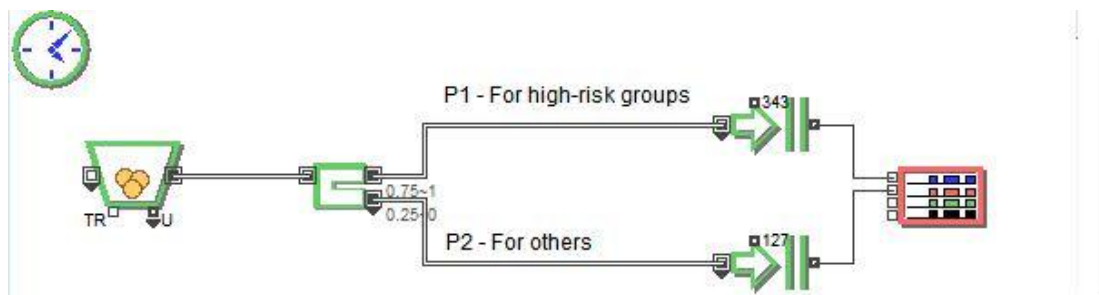 P1 - For high-risk groups
343
0.75~1
0.25~0
TR
U
P2 - For others
127